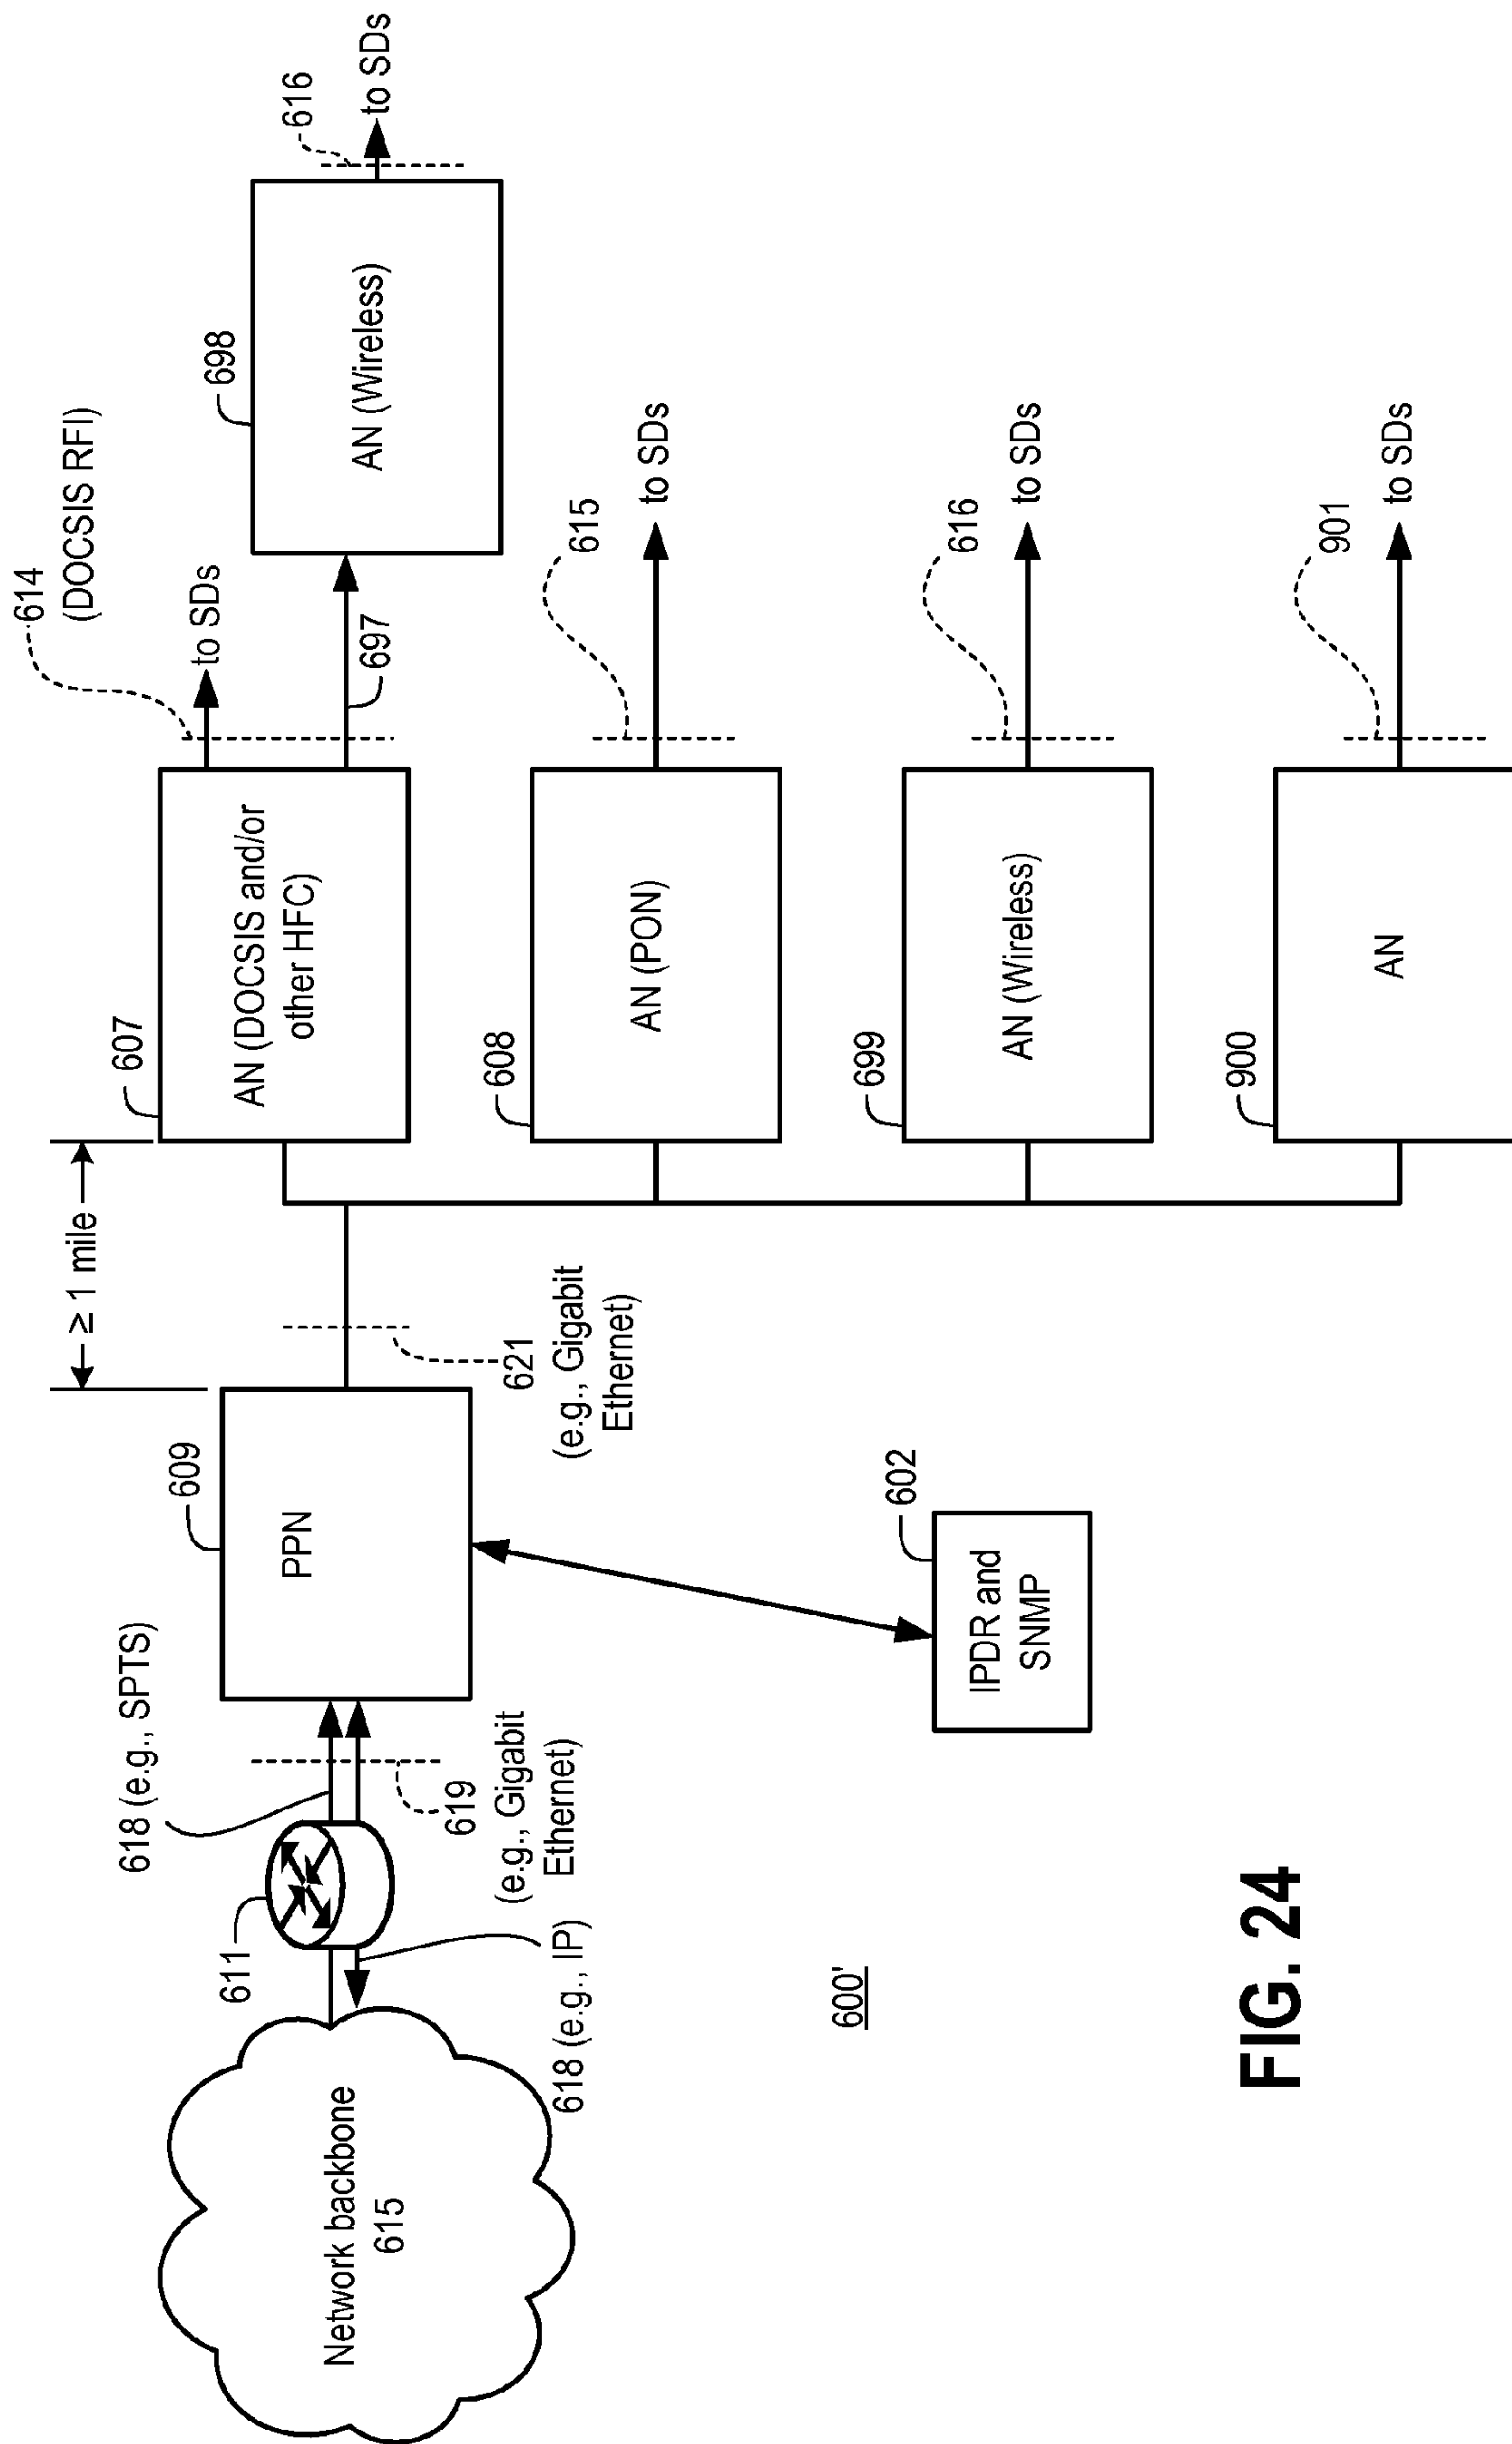 Network backbone
615
611
618 (e.g., SPTS)
618 (e.g., IP)
619
(e.g., Gigabit
Ethernet)
609
PPN
≥ 1 mile
621
(e.g., Gigabit
Ethernet)
602
IPDR and
SNMP
607
AN (DOCSIS and/or
other HFC)
614
(DOCSIS RFI)
to SDs
697
698
AN (Wireless)
616
to SDs
608
AN (PON)
615
to SDs
699
AN (Wireless)
616
to SDs
900
AN
901
to SDs
600'
FIG. 24